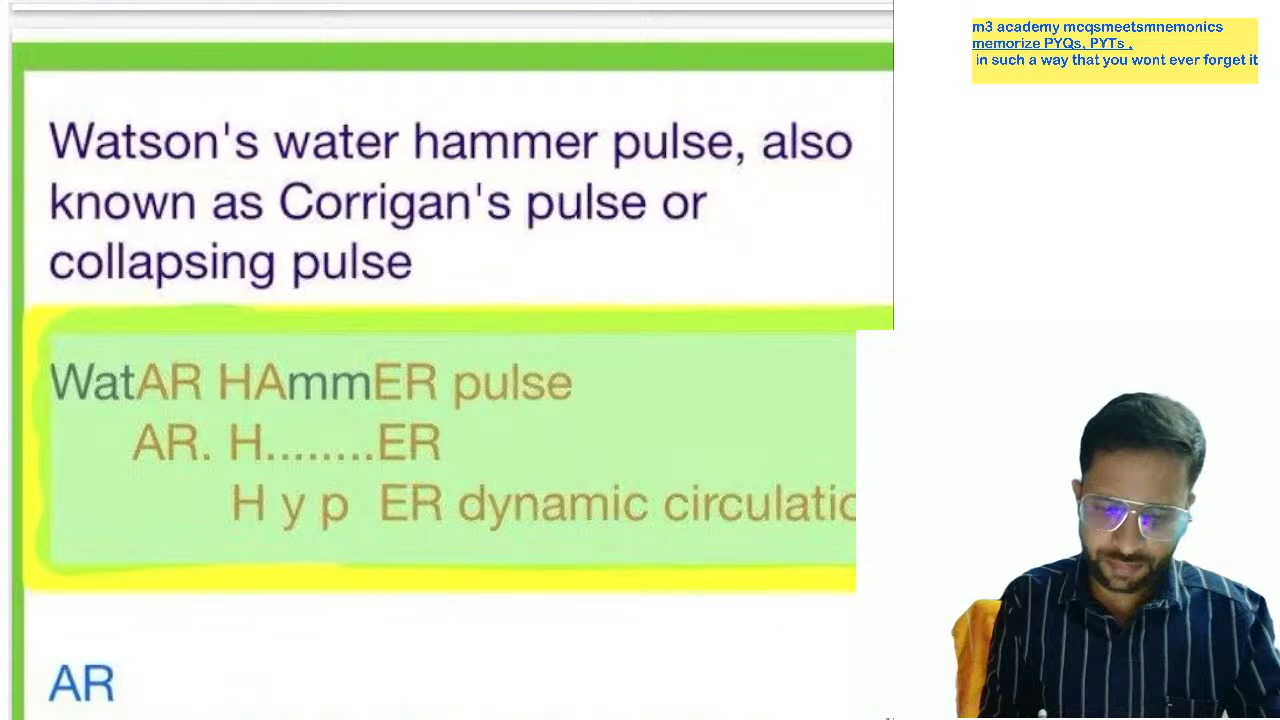 m3 academy mcqsmeetsmnemonics
memorize PYQs, PYTs ,
in such a way that you wont ever forget it
Watson's water hammer pulse, also
known as Corrigan's pulse or
collapsing pulse
WatAR HAmmER pulse
AR. H........ER
H y p ER dynamic circulatio
AR